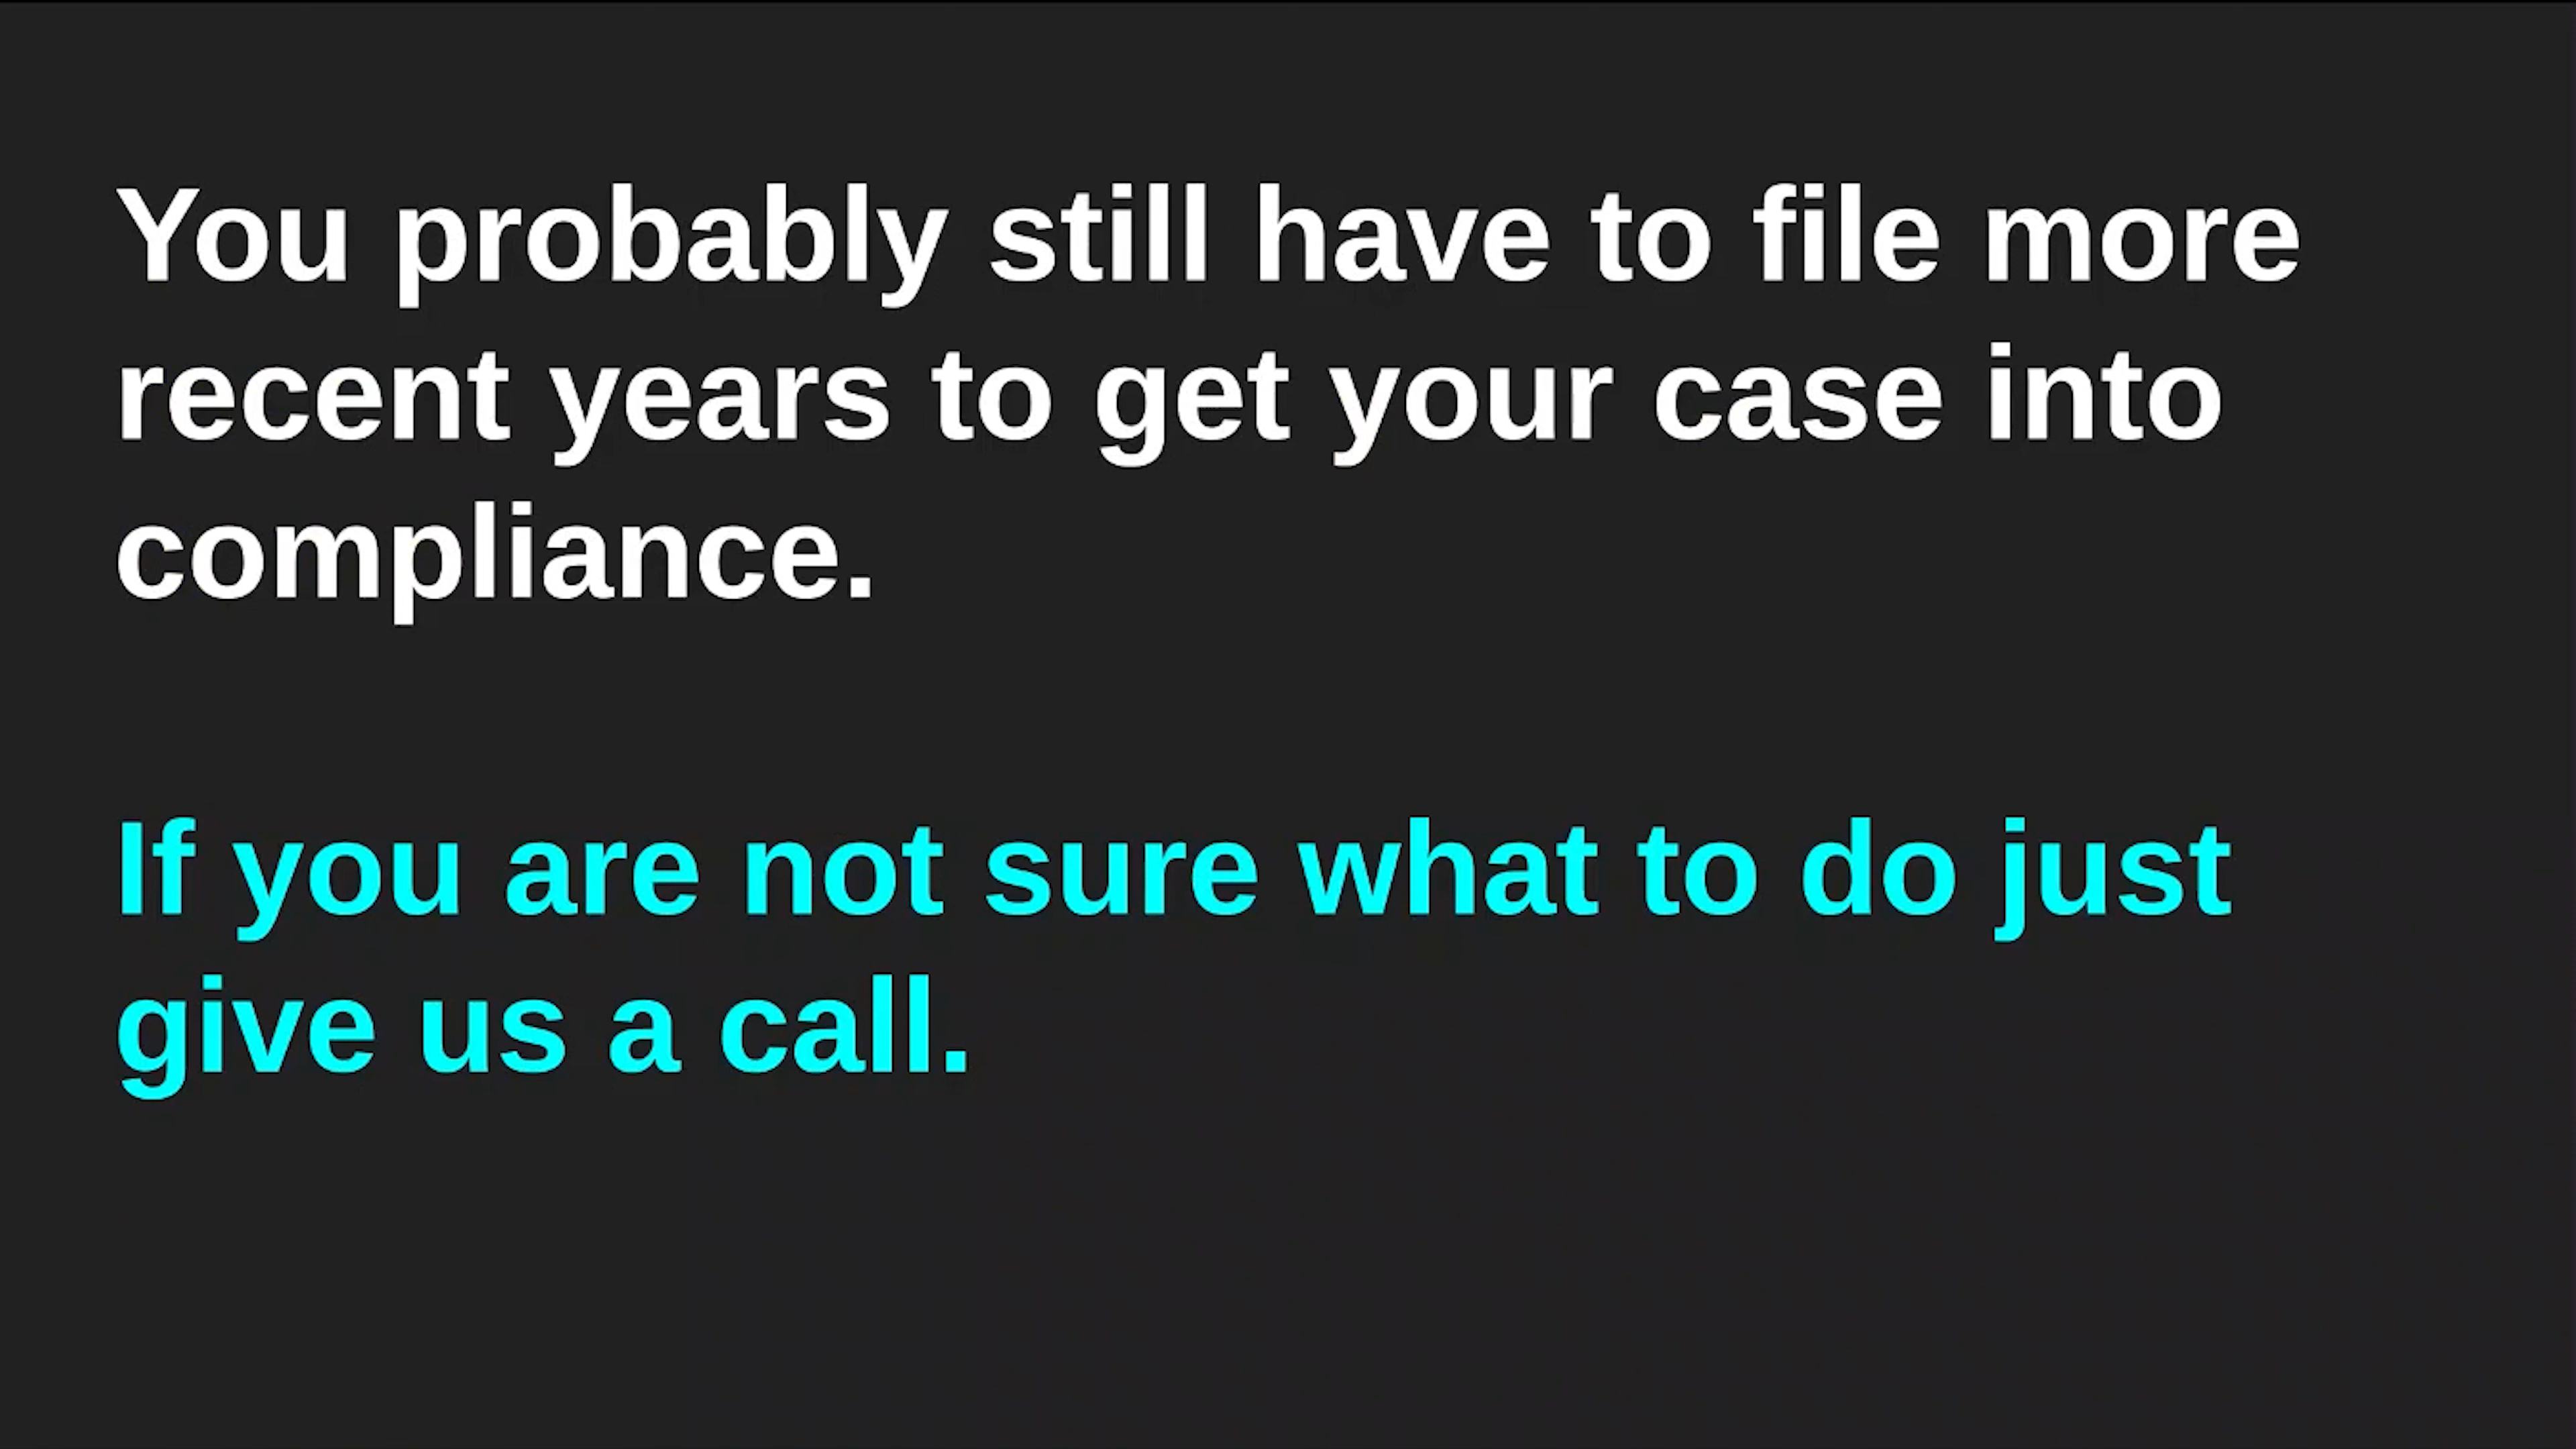 You probably still have to file more
recent years to get your case into
compliance.
If you are not sure what to do just
give us a call.